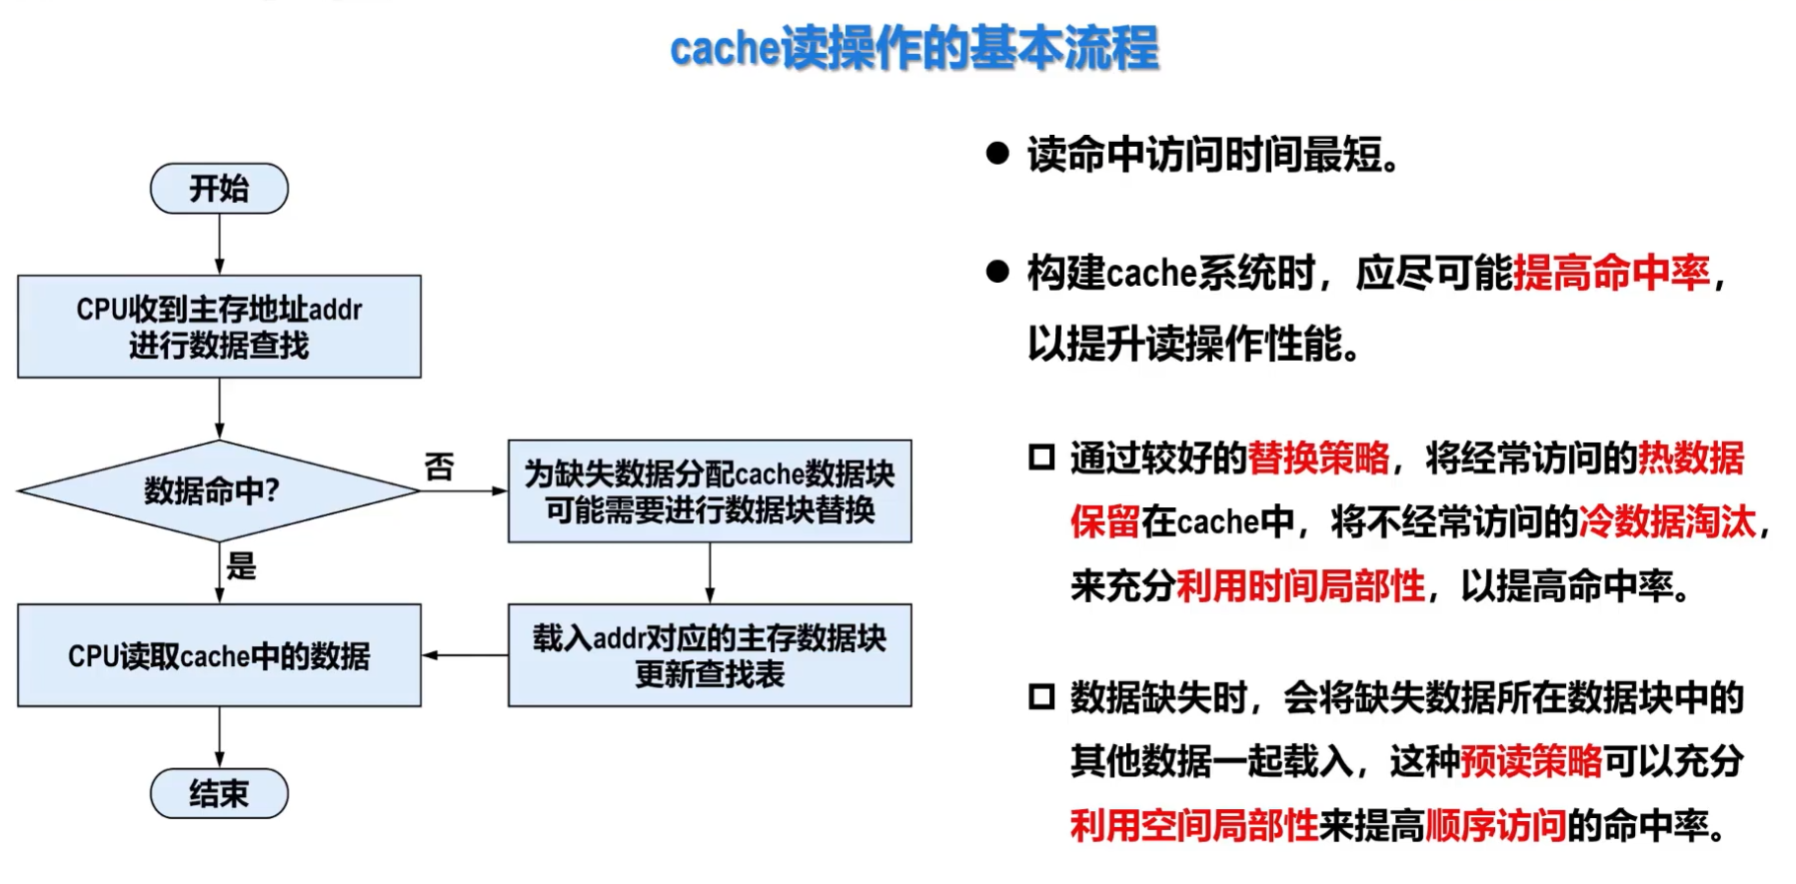 cache读操作的基本流程
开始
CPU收到主存地址addr
进行数据查找
数据命中?
否
是
为缺失数据分配cache数据块
可能需要进行数据块替换
载入addr对应的主存数据块
更新查找表
CPU读取cache中的数据
结束
● 读命中访问时间最短。
● 构建cache系统时，应尽可能提高命中率，
以提升读操作性能。
□ 通过较好的替换策略，将经常访问的热数据
保留在cache中，将不经常访问的冷数据淘汰，
来充分利用时间局部性，以提高命中率。
□ 数据缺失时，会将缺失数据所在数据块中的
其他数据一起载入，这种预读策略可以充分
利用空间局部性来提高顺序访问的命中率。